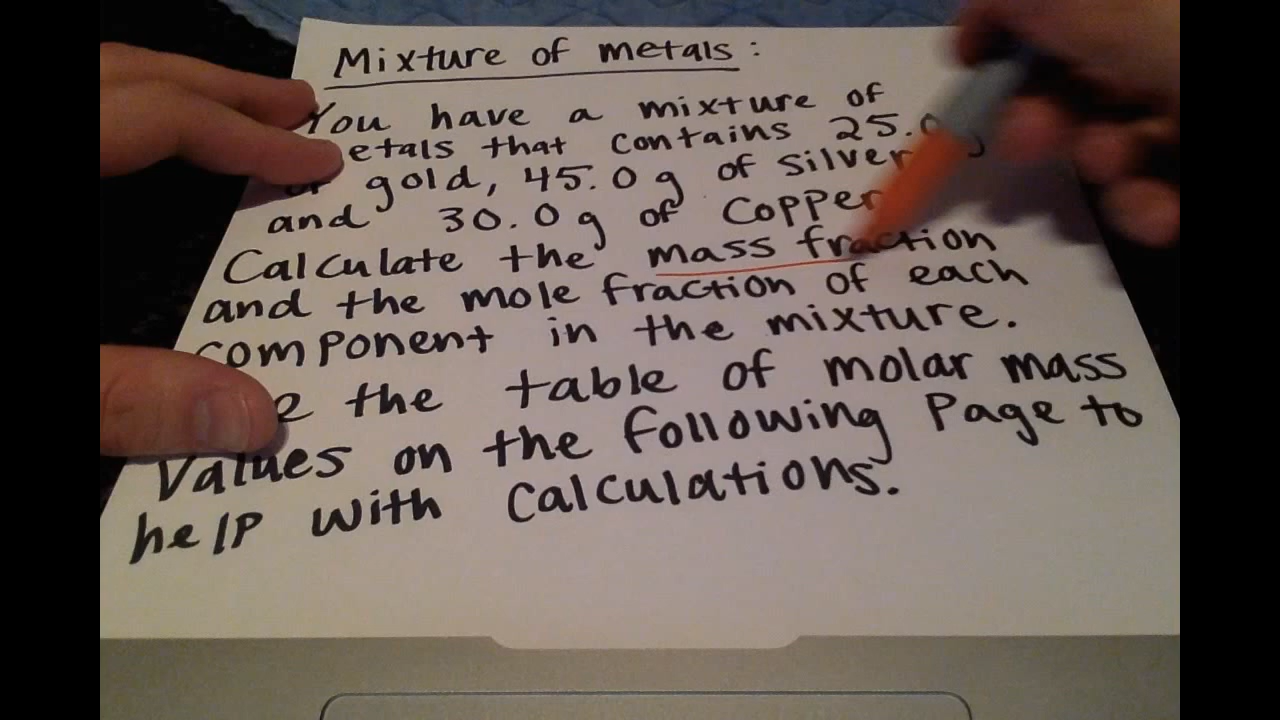 Mixture of metals:
You have a mixture of
etals that contains 25.0
gold, 45.0 g of silver
and 30.0 g of Copper
Calculate the mass fraction
and the mole fraction of each
component in the mixture.
the table of molar mass
Values on the following Page to
help with Calculations.